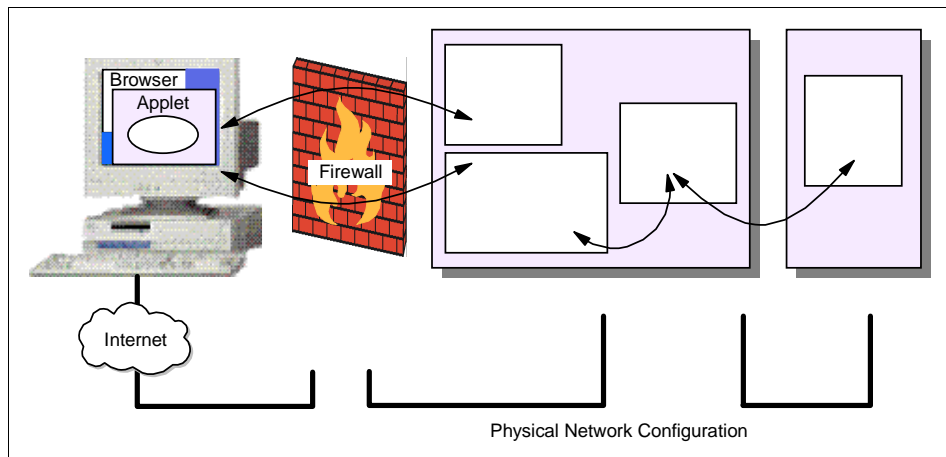 Browser
Applet
Firewall
Internet
Physical Network Configuration